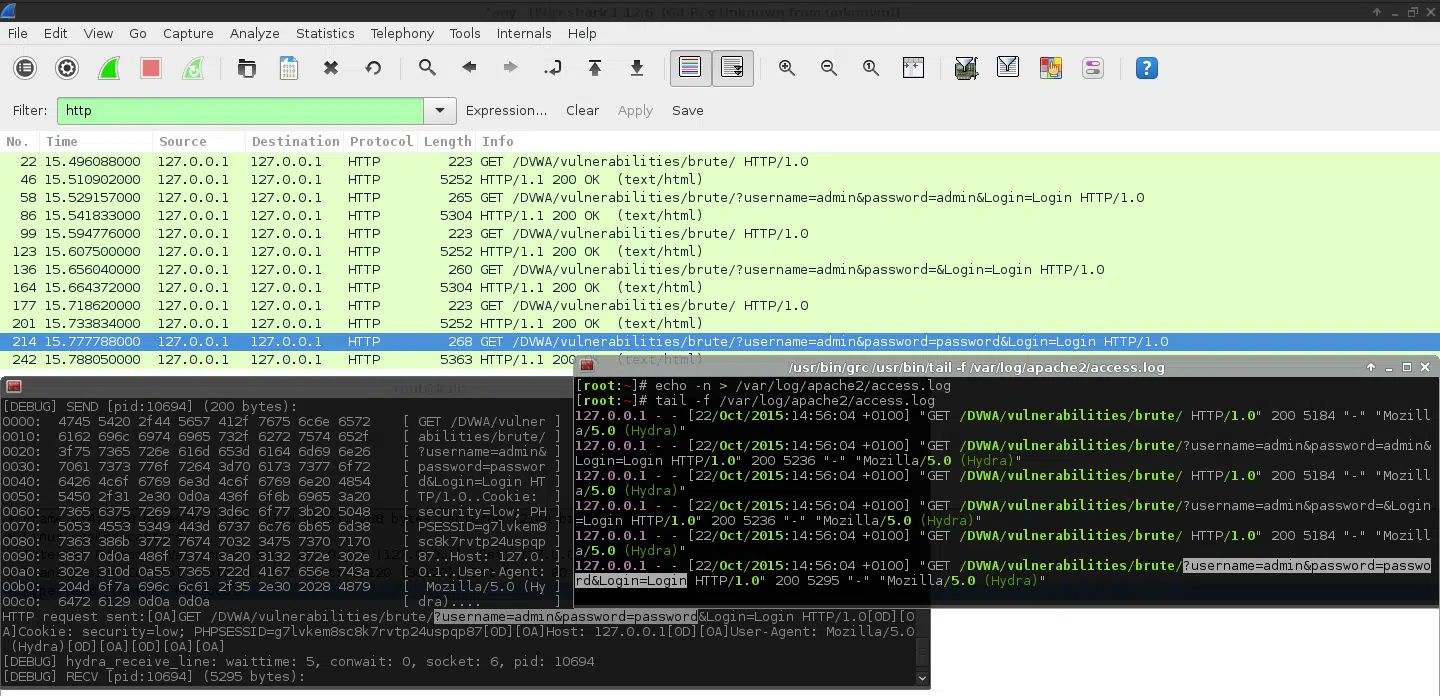 File Edit View Go Capture Analyze Statistics Telephony Tools Internals Help
Filter: http Expression... Clear Apply Save
No. Time Source Destination Protocol Length Info
22 15.496088000 127.0.0.1 127.0.0.1 HTTP 223 GET /DVWA/vulnerabilities/brute/ HTTP/1.0
46 15.510902000 127.0.0.1 127.0.0.1 HTTP 5252 HTTP/1.1 200 OK (text/html)
58 15.529157000 127.0.0.1 127.0.0.1 HTTP 265 GET /DVWA/vulnerabilities/brute/?username=admin&password=admin&Login=Login HTTP/1.0
86 15.541833000 127.0.0.1 127.0.0.1 HTTP 5304 HTTP/1.1 200 OK (text/html)
99 15.594776000 127.0.0.1 127.0.0.1 HTTP 223 GET /DVWA/vulnerabilities/brute/ HTTP/1.0
123 15.607500000 127.0.0.1 127.0.0.1 HTTP 5252 HTTP/1.1 200 OK (text/html)
136 15.656040000 127.0.0.1 127.0.0.1 HTTP 260 GET /DVWA/vulnerabilities/brute/?username=admin&password=&Login=Login HTTP/1.0
164 15.664372000 127.0.0.1 127.0.0.1 HTTP 5304 HTTP/1.1 200 OK (text/html)
177 15.718620000 127.0.0.1 127.0.0.1 HTTP 223 GET /DVWA/vulnerabilities/brute/ HTTP/1.0
201 15.733834000 127.0.0.1 127.0.0.1 HTTP 5252 HTTP/1.1 200 OK (text/html)
214 15.777788000 127.0.0.1 127.0.0.1 HTTP 268 GET /DVWA/vulnerabilities/brute/?username=admin&password=password&Login=Login HTTP/1.0
242 15.788050000 127.0.0.1 127.0.0.1 HTTP 5363 HTTP/1.1 200 OK (text/html)
/usr/bin/grc /usr/bin/tail -f /var/log/apache2/access.log
[root:~]# echo -n > /var/log/apache2/access.log
[root:~]# tail -f /var/log/apache2/access.log
127.0.0.1 - - [22/Oct/2015:14:56:04 +0100] "GET /DVWA/vulnerabilities/brute/ HTTP/1.0" 200 5184 "-" "Mozill
a/5.0 (Hydra)"
127.0.0.1 - - [22/Oct/2015:14:56:04 +0100] "GET /DVWA/vulnerabilities/brute/?username=admin&password=admin&
Login=Login HTTP/1.0" 200 5236 "-" "Mozilla/5.0 (Hydra)"
127.0.0.1 - - [22/Oct/2015:14:56:04 +0100] "GET /DVWA/vulnerabilities/brute/ HTTP/1.0" 200 5184 "-" "Mozill
a/5.0 (Hydra)"
127.0.0.1 - - [22/Oct/2015:14:56:04 +0100] "GET /DVWA/vulnerabilities/brute/?username=admin&password=&Login
=Login HTTP/1.0" 200 5236 "-" "Mozilla/5.0 (Hydra)"
127.0.0.1 - - [22/Oct/2015:14:56:04 +0100] "GET /DVWA/vulnerabilities/brute/ HTTP/1.0" 200 5184 "-" "Mozill
a/5.0 (Hydra)"
127.0.0.1 - - [22/Oct/2015:14:56:04 +0100] "GET /DVWA/vulnerabilities/brute/?username=admin&password=passwo
rd&Login=Login HTTP/1.0" 200 5295 "-" "Mozilla/5.0 (Hydra)"
[DEBUG] SEND [pid:10694] (200 bytes):
0000: 4745 5420 2f44 5657 412f 7675 6c6e 6572 [ GET /DVWA/vulner ]
0010: 6162 696c 6974 6965 732f 6272 7574 652f [ abilities/brute/ ]
0020: 3f75 7365 726e 616d 653d 6164 6d69 6e26 [ ?username=admin& ]
0030: 7061 7373 776f 7264 3d70 6173 7377 6f72 [ password=passwor ]
0040: 6426 4c6f 6769 6e3d 4c6f 6769 6e20 4854 [ d&Login=Login HT ]
0050: 5450 2f31 2e30 0d0a 436f 6f6b 6965 3a20 [ TP/1.0..Cookie:  ]
0060: 7365 6375 7269 7479 3d6c 6f77 3b20 5048 [ security=low; PH ]
0070: 5053 4553 5349 443d 6737 6c76 6b65 6d38 [ PSESSID=g7lvkem8 ]
0080: 7363 386b 3772 7674 7032 3475 7370 7170 [ sc8k7rvtp24uspqp ]
0090: 3837 0d0a 486f 7374 3a20 3132 372e 302e [ 87..Host: 127.0. ]
00a0: 302e 310d 0a55 7365 722d 4167 656e 743a [ 0.1..User-Agent: ]
00b0: 204d 6f7a 696c 6c61 2f35 2e30 2028 4879 [  Mozilla/5.0 (Hy ]
00c0: 6472 6129 0d0a 0d0a [ dra).... ]
HTTP request sent:[0A]GET /DVWA/vulnerabilities/brute/?username=admin&password=password&Login=Login HTTP/1.0[0D][0
A]Cookie: security=low; PHPSESSID=g7lvkem8sc8k7rvtp24uspqp87[0D][0A]Host: 127.0.0.1[0D][0A]User-Agent: Mozilla/5.0
(Hydra)[0D][0A][0D][0A][0A]
[DEBUG] hydra_receive_line: waittime: 5, conwait: 0, socket: 6, pid: 10694
[DEBUG] RECV [pid:10694] (5295 bytes):